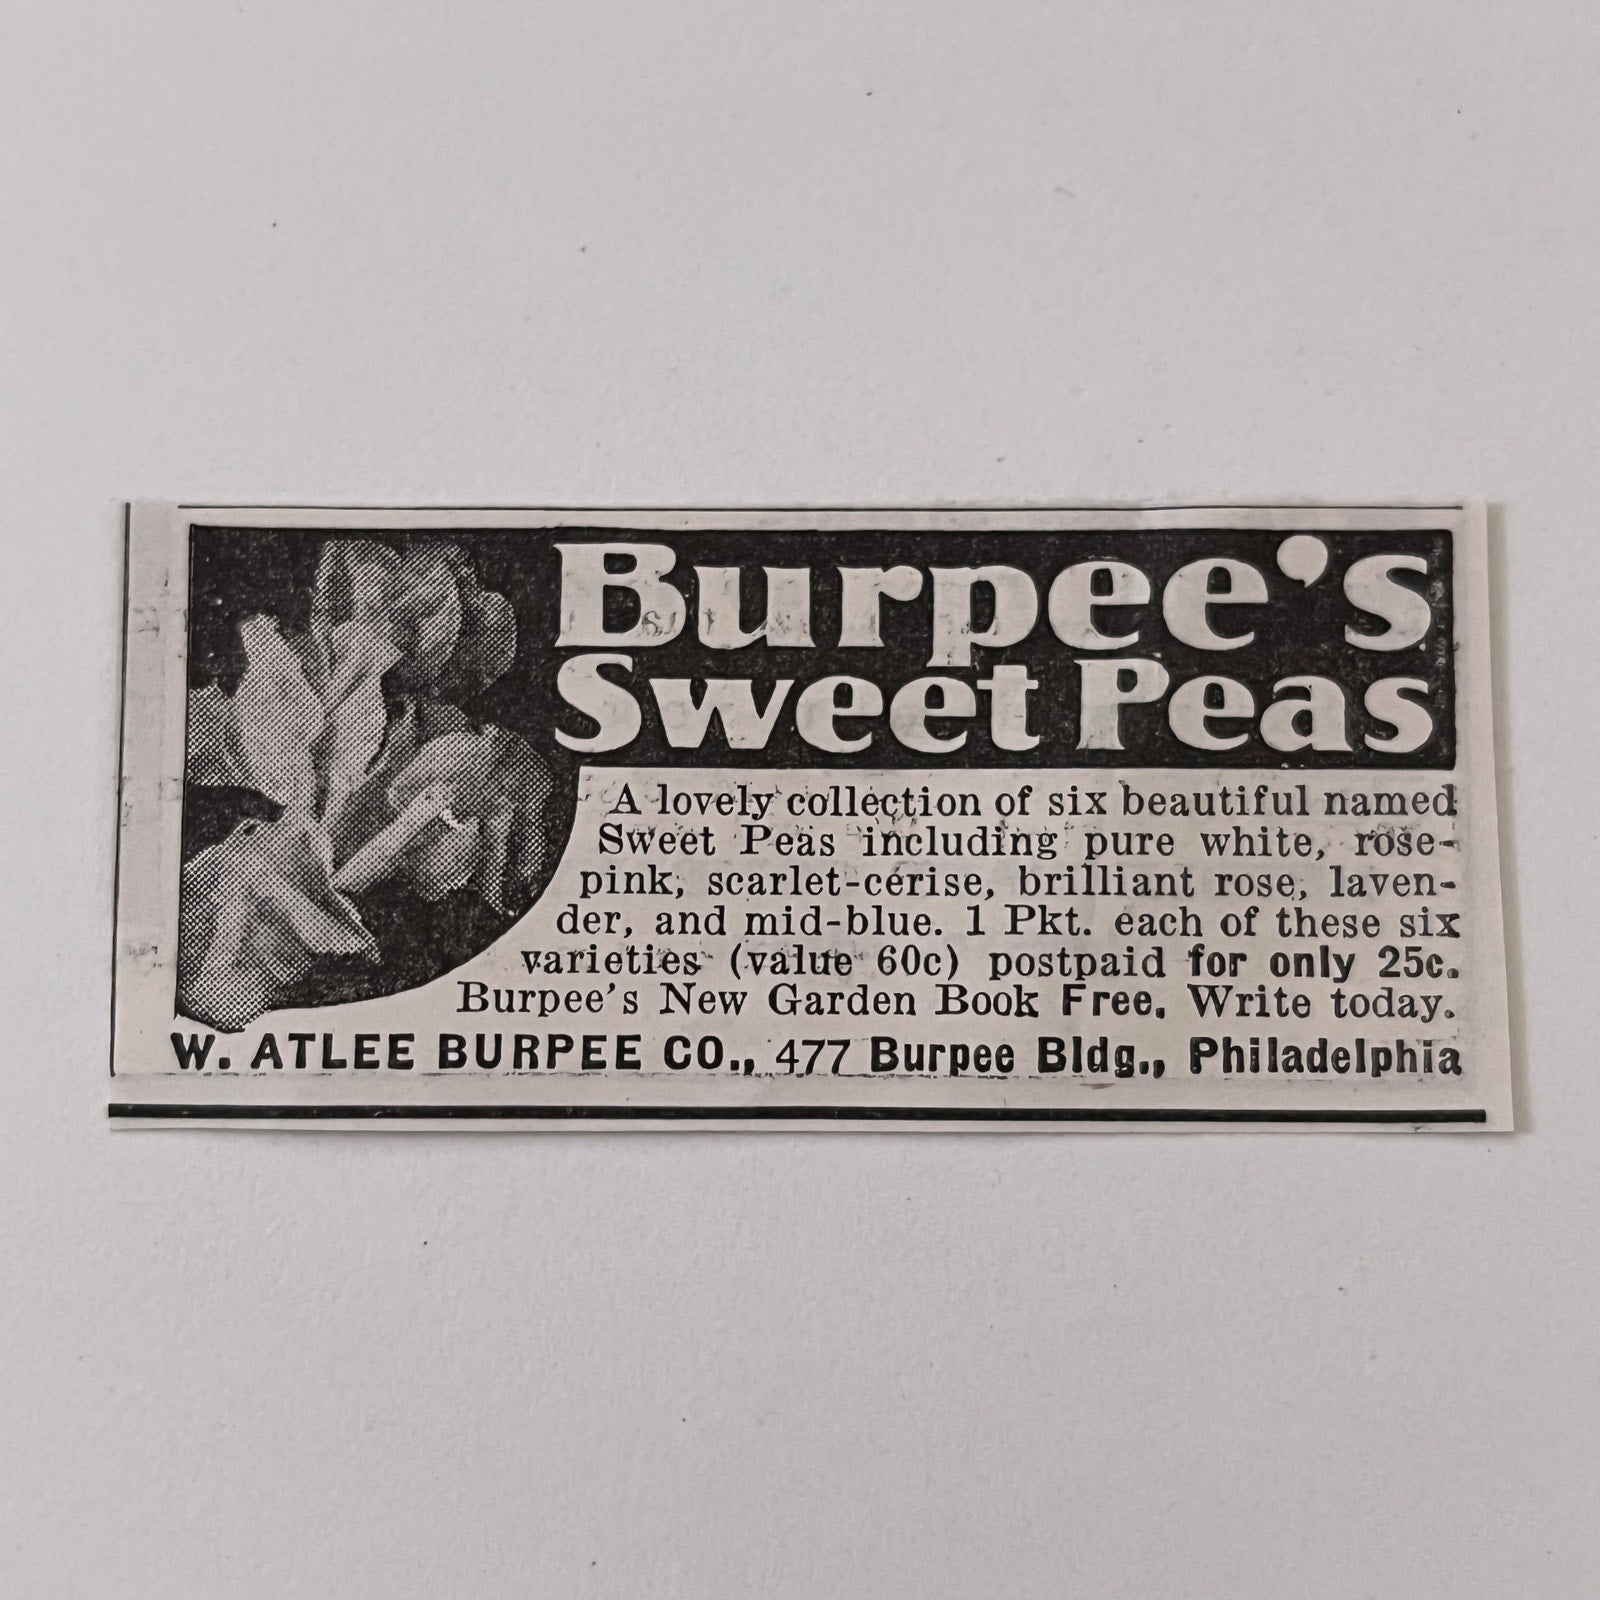 Burpee's
Sweet Peas
A lovely collection of six beautiful named
Sweet Peas including pure white, rose-
pink, scarlet-cerise, brilliant rose, laven-
der, and mid-blue. 1 Pkt. each of these six
varieties (value 60c) postpaid for only 25c.
Burpee's New Garden Book Free. Write today.
W. ATLEE BURPEE CO., 477 Burpee Bldg., Philadelphia